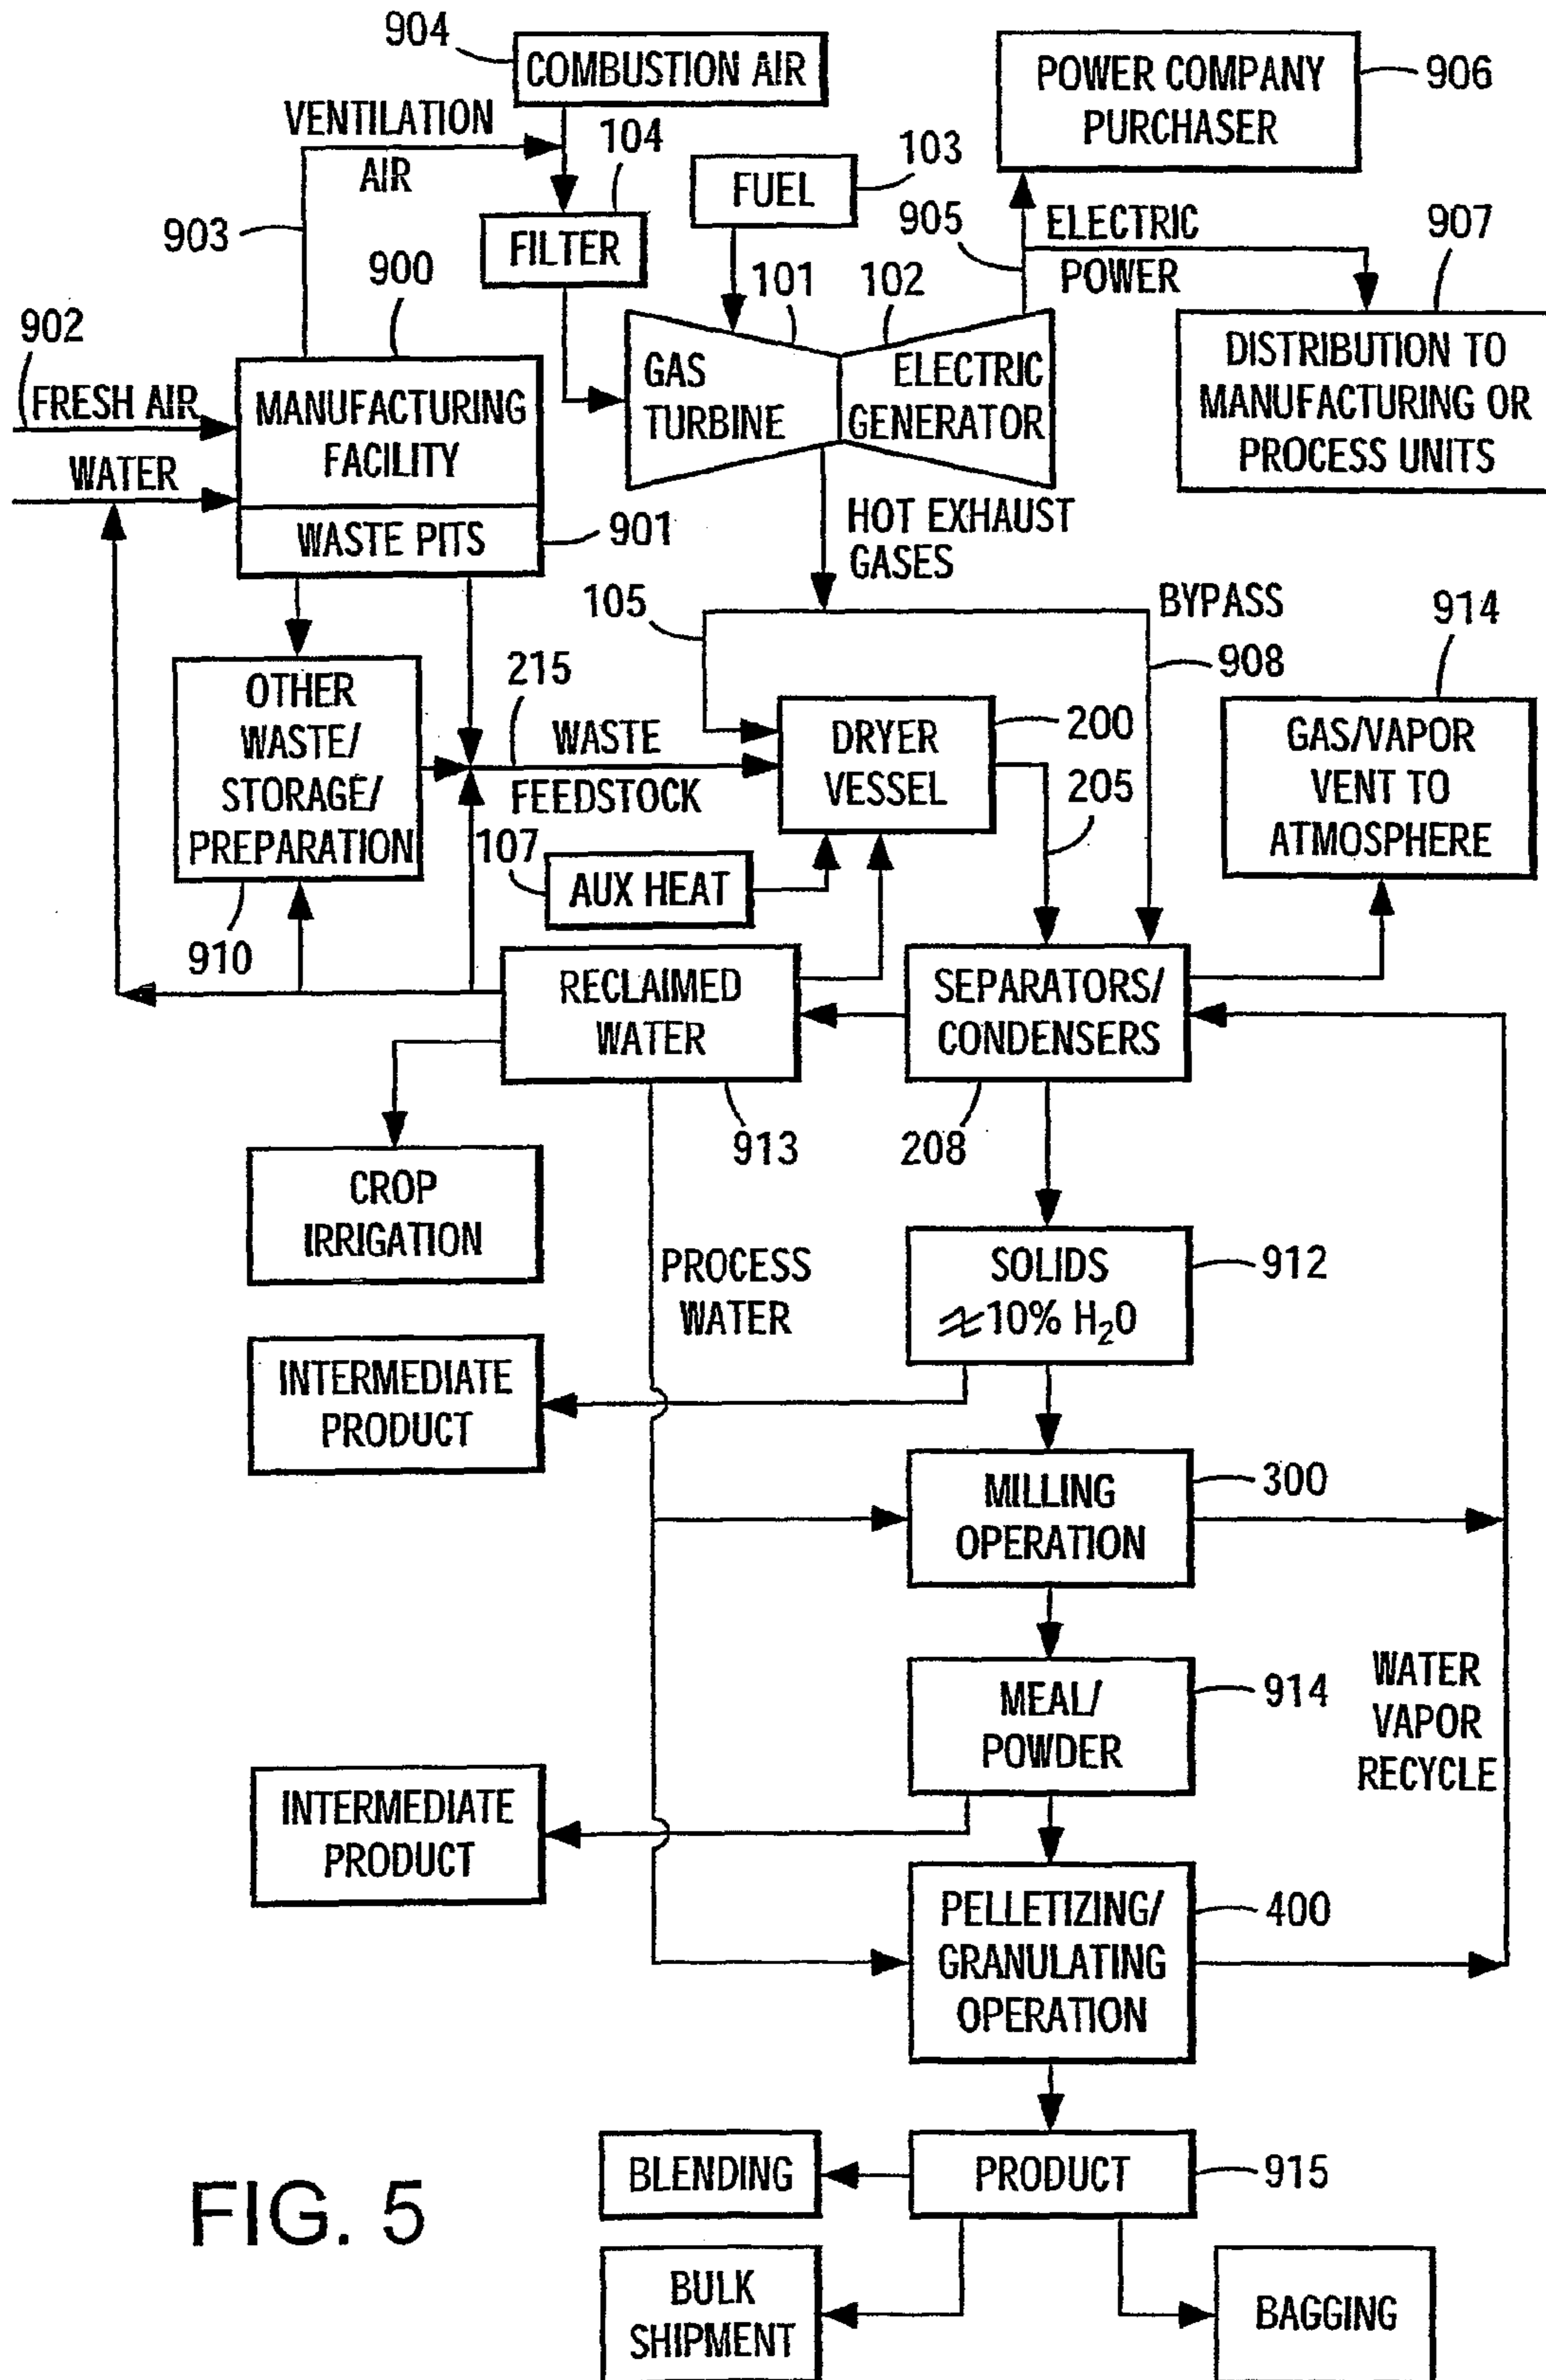 904
COMBUSTION AIR
POWER COMPANY
PURCHASER
906
VENTILATION
AIR
104
FUEL
103
903
FILTER
905
ELECTRIC
POWER
907
900
101
102
902
FRESH AIR
WATER
MANUFACTURING
FACILITY
WASTE PITS
901
GAS
TURBINE
ELECTRIC
GENERATOR
DISTRIBUTION TO
MANUFACTURING OR
PROCESS UNITS
HOT EXHAUST
GASES
105
BYPASS
908
914
OTHER
WASTE/
STORAGE/
PREPARATION
910
215
WASTE
FEEDSTOCK
DRYER
VESSEL
200
205
GAS/VAPOR
VENT TO
ATMOSPHERE
107
AUX HEAT
RECLAIMED
WATER
913
SEPARATORS/
CONDENSERS
208
CROP
IRRIGATION
PROCESS
WATER
SOLIDS
≉10% H₂O
912
INTERMEDIATE
PRODUCT
MILLING
OPERATION
300
MEAL/
POWDER
914
WATER
VAPOR
RECYCLE
INTERMEDIATE
PRODUCT
PELLETIZING/
GRANULATING
OPERATION
400
BLENDING
PRODUCT
915
FIG. 5
BULK
SHIPMENT
BAGGING